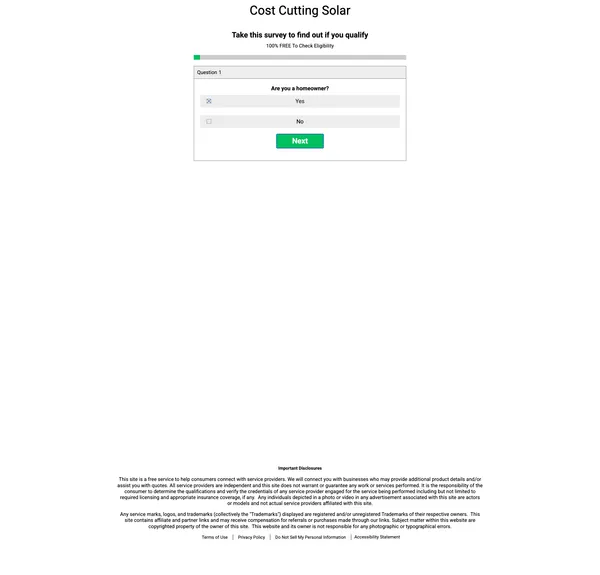 Cost Cutting Solar
Take this survey to find out if you qualify
100% FREE To Check Eligibility
Question 1
Are you a homeowner?
Yes
No
Next
Important Disclosures
This site is a free service to help consumers connect with service providers. We will connect you with businesses who may provide additional product details and/or
assist you with quotes. All service providers are independent and this site does not warrant or guarantee any work or services performed. It is the responsibility of the
consumer to determine the qualifications and verify the credentials of any service provider engaged for the service being performed including but not limited to
required licensing and appropriate insurance coverage, if any. Any individuals depicted in a photo or video in any advertisement associated with this site are actors
or models and not actual service providers affiliated with this site.
Any service marks, logos, and trademarks (collectively the "Trademarks") displayed are registered and/or unregistered Trademarks of their respective owners. This
site contains affiliate and partner links and may receive compensation for referrals or purchases made through our links. Subject matter within this website are
copyrighted property of the owner of this site. This website and its owner is not responsible for any photographic or typographical errors.
Terms of Use | Privacy Policy | Do Not Sell My Personal Information | Accessibility Statement